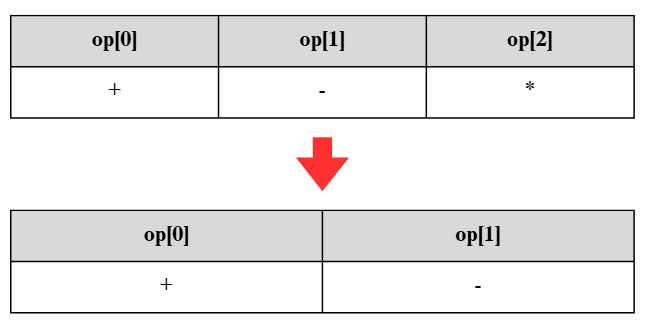 op[0] op[1] op[2]
+ - *
op[0] op[1]
+ -